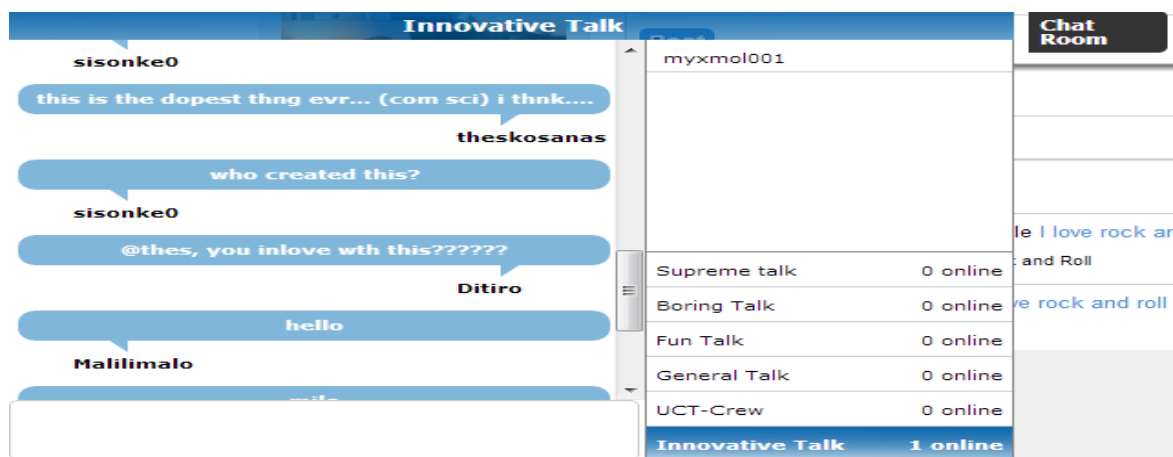 Innovative Talk
sisonke0
this is the dopest thng evr... (com sci) i thnk....
theskosanas
who created this?
sisonke0
@thes, you inlove wth this??????
Ditiro
hello
Malilimalo
myxmol001
Supreme talk 0 online
Boring Talk 0 online
Fun Talk 0 online
General Talk 0 online
UCT-Crew 0 online
Innovative Talk 1 online
Chat
Room
le I love rock
and Roll
rock and roll